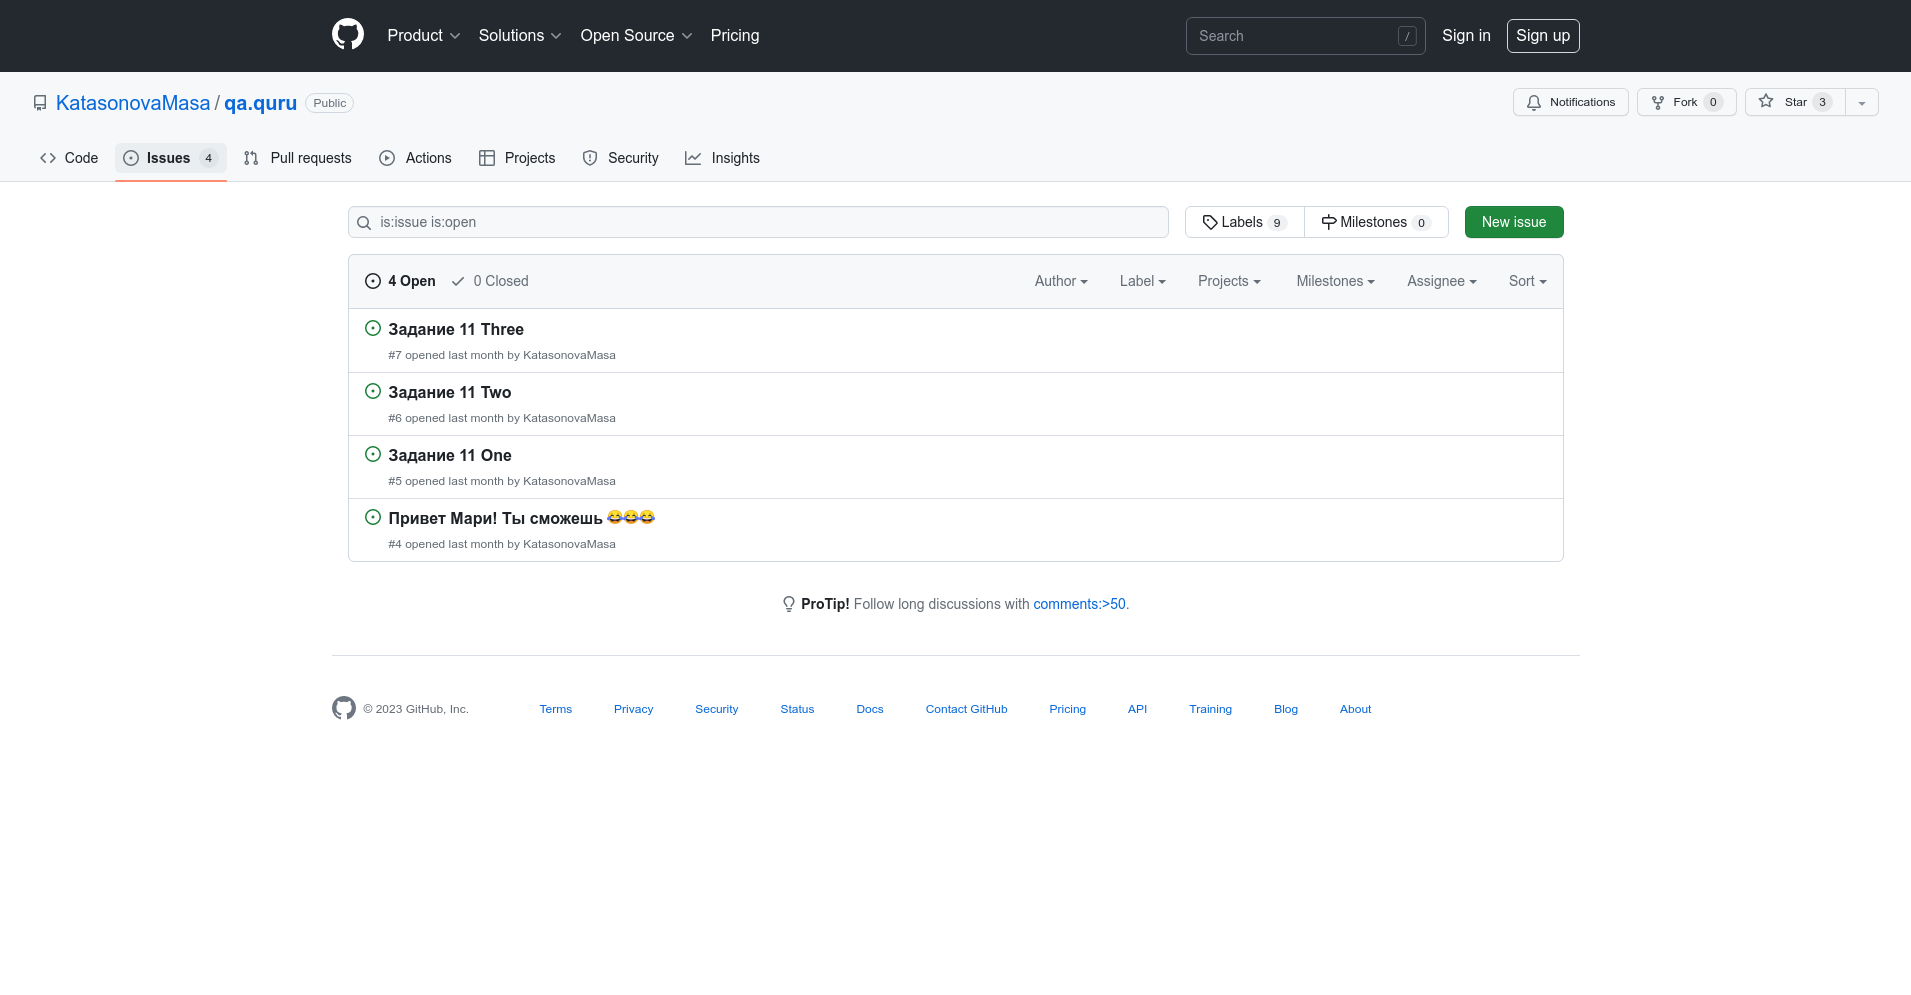 Product Solutions Open Source Pricing Search / Sign in Sign up
KatasonovaMasa / qa.quru Public Notifications Fork 0 Star 3
Code Issues 4 Pull requests Actions Projects Security Insights
is:issue is:open Labels 9 Milestones 0 New issue
4 Open 0 Closed Author Label Projects Milestones Assignee Sort
Задание 11 Three
#7 opened last month by KatasonovaMasa
Задание 11 Two
#6 opened last month by KatasonovaMasa
Задание 11 One
#5 opened last month by KatasonovaMasa
Привет Мари! Ты сможешь 😂😂😂
#4 opened last month by KatasonovaMasa
ProTip! Follow long discussions with comments:>50.
© 2023 GitHub, Inc. Terms Privacy Security Status Docs Contact GitHub Pricing API Training Blog About